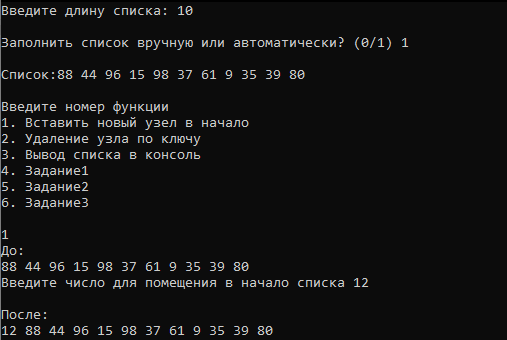 Введите длину списка: 10
Заполнить список вручную или автоматически? (0/1) 1
Список:88 44 96 15 98 37 61 9 35 39 80
Введите номер функции
1. Вставить новый узел в начало
2. Удаление узла по ключу
3. Вывод списка в консоль
4. Задание1
5. Задание2
6. Задание3
1
До:
88 44 96 15 98 37 61 9 35 39 80
Введите число для помещения в начало списка 12
После:
12 88 44 96 15 98 37 61 9 35 39 80